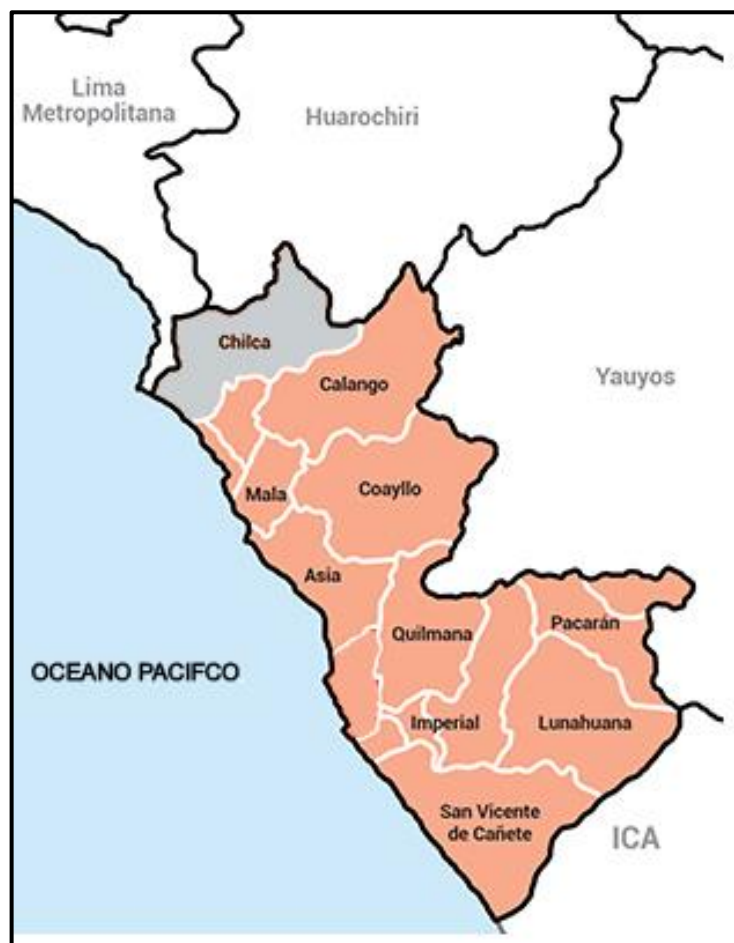 Lima
Metropolitana
Huarochiri
Chilca
Calango
Yauyos
Mala
Coayllo
Asia
Quilmana
Pacarán
OCEANO PACIFCO
Imperial
Lunahuana
San Vicente
de Cañete
ICA